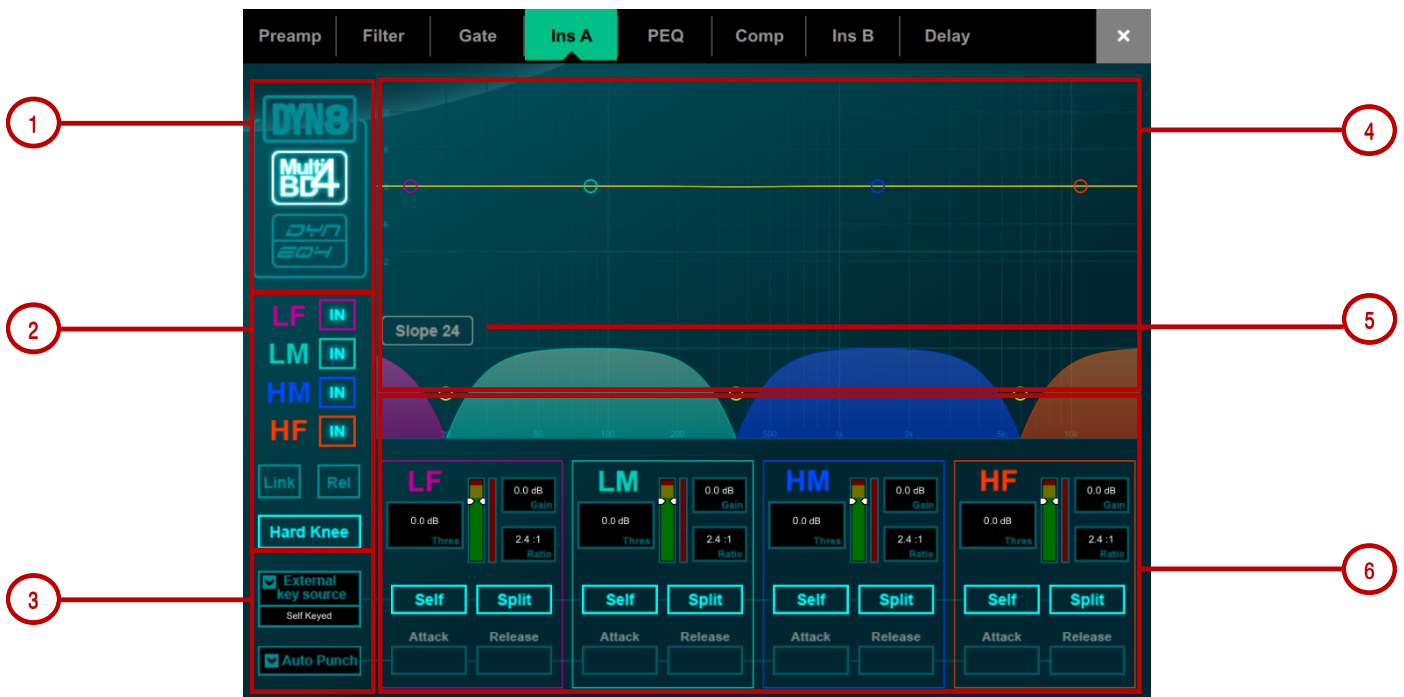 Preamp Filter Gate Ins A PEQ Comp Ins B Delay ×
1
DYN8
Multi
BD4
DYN
EQ4
4
6
6
2
2
LF IN
LM IN
HM IN
HF IN
Slope 24
5
50 100 200 500 1k 2k 5k 10k
Link Rel
Hard Knee
LF LM HM HF
0.0 dB 0.0 dB 0.0 dB 0.0 dB
Gain Gain Gain Gain
0.0 dB 0.0 dB 0.0 dB 0.0 dB
Thres Thres Thres Thres
2.4 :1 2.4 :1 2.4 :1 2.4 :1
Ratio Ratio Ratio Ratio
3
External
key source
Self Keyed
6
Self Split Self Split Self Split Self Split
Attack Release Attack Release Attack Release Attack Release
Auto Punch